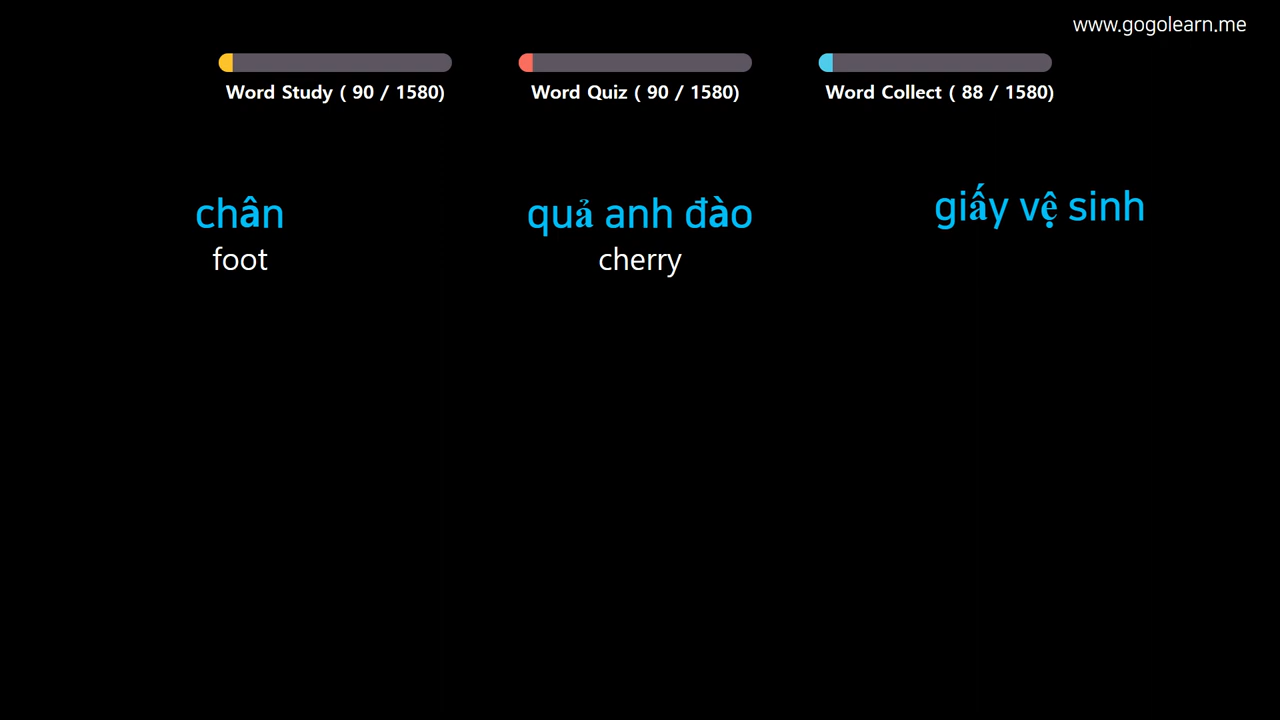 www.gogolearn.me
Word Study ( 90 / 1580)
Word Quiz ( 90 / 1580)
Word Collect ( 88 / 1580)
chân
foot
quả anh đào
cherry
giấy vệ sinh